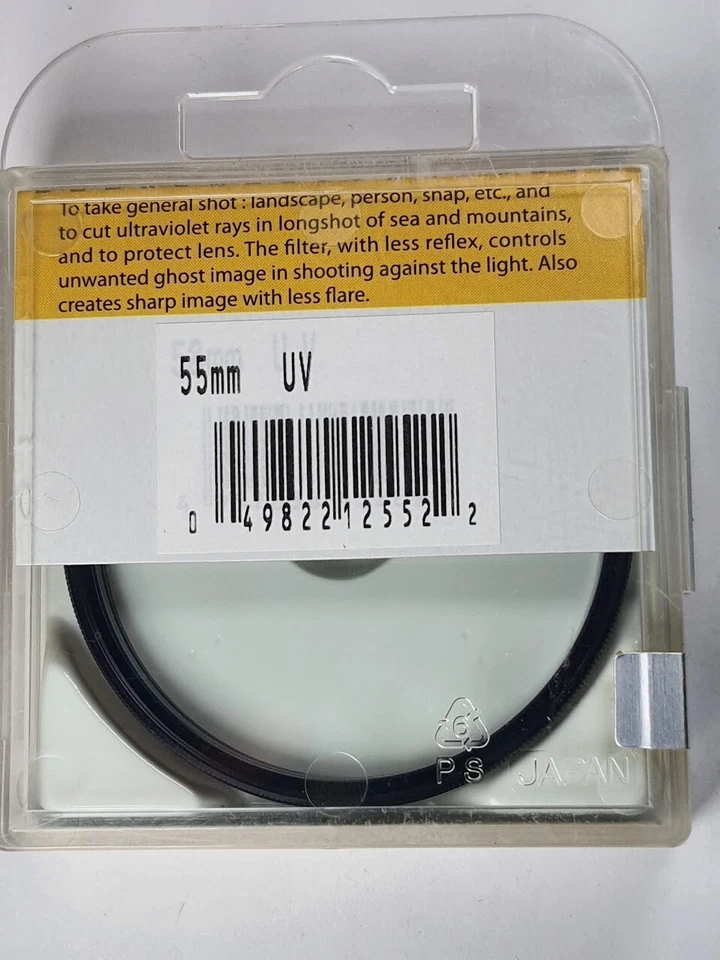 To take general shot : landscape, person, snap, etc., and
to cut ultraviolet rays in longshot of sea and mountains,
and to protect lens. The filter, with less reflex, controls
unwanted ghost image in shooting against the light. Also
creates sharp image with less flare.
55mm UV
0 49822 12552 2
6
PS JAPAN